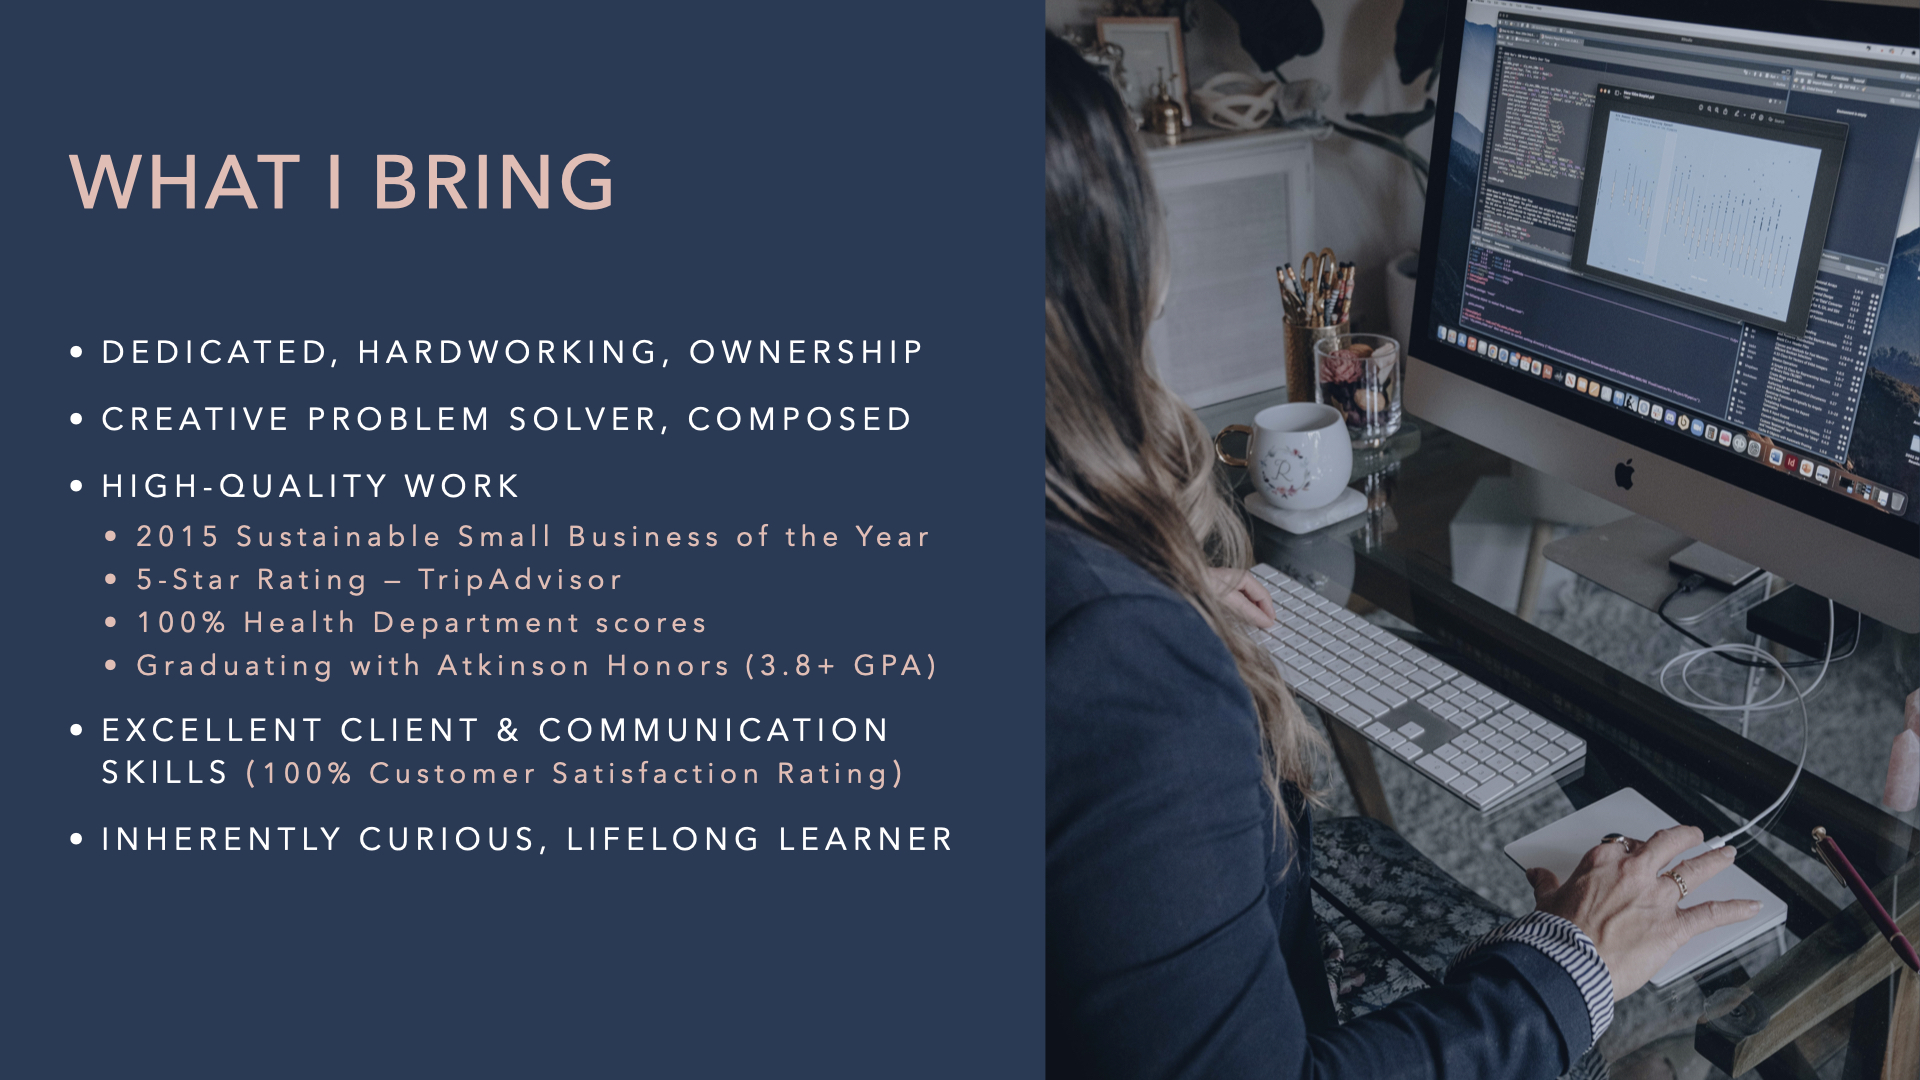 WHAT I BRING
• DEDICATED, HARDWORKING, OWNERSHIP
• CREATIVE PROBLEM SOLVER, COMPOSED
• HIGH-QUALITY WORK
• 2015 Sustainable Small Business of the Year
• 5-Star Rating – TripAdvisor
• 100% Health Department scores
• Graduating with Atkinson Honors (3.8+ GPA)
• EXCELLENT CLIENT & COMMUNICATION
SKILLS (100% Customer Satisfaction Rating)
• INHERENTLY CURIOUS, LIFELONG LEARNER
R